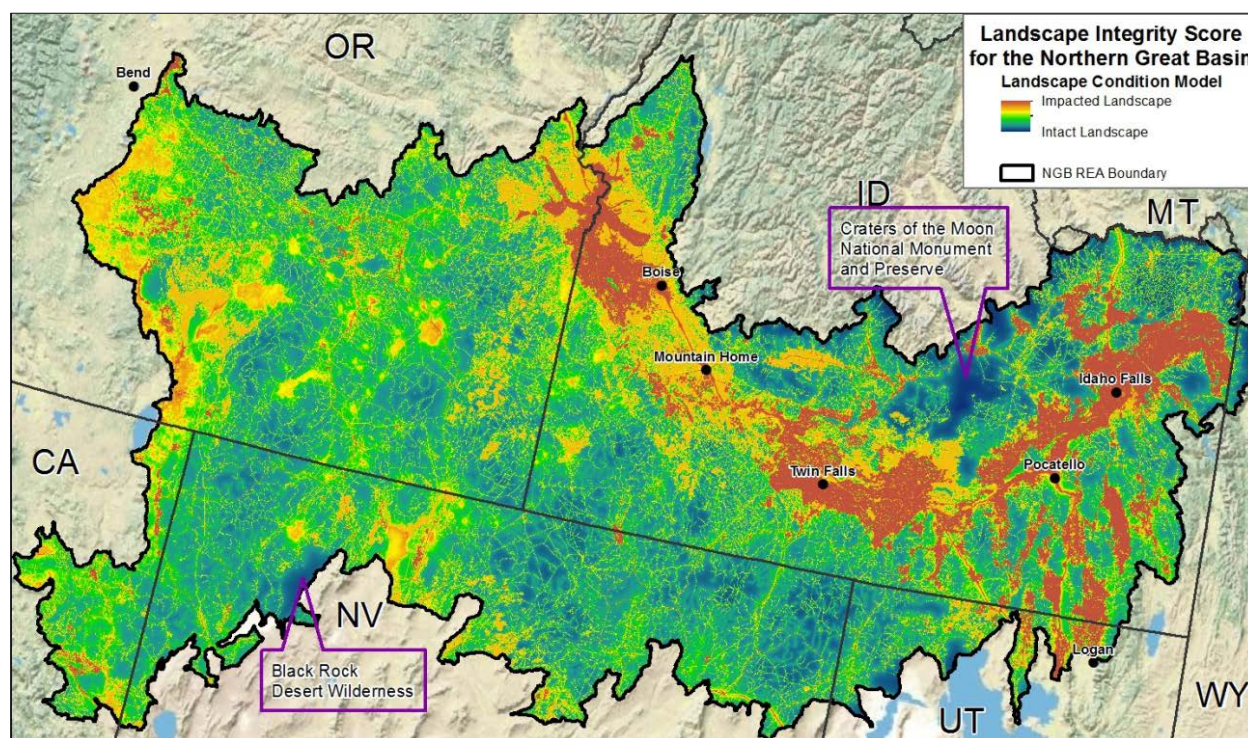 Landscape Integrity Score
for the Northern Great Basin
Landscape Condition Model
Impacted Landscape
Intact Landscape
NGB REA Boundary
OR
Bend
ID
MT
Craters of the Moon
National Monument
and Preserve
Boise
Mountain Home
Idaho Falls
CA
Twin Falls
Pocatello
NV
Black Rock
Desert Wilderness
Logan
UT
WY